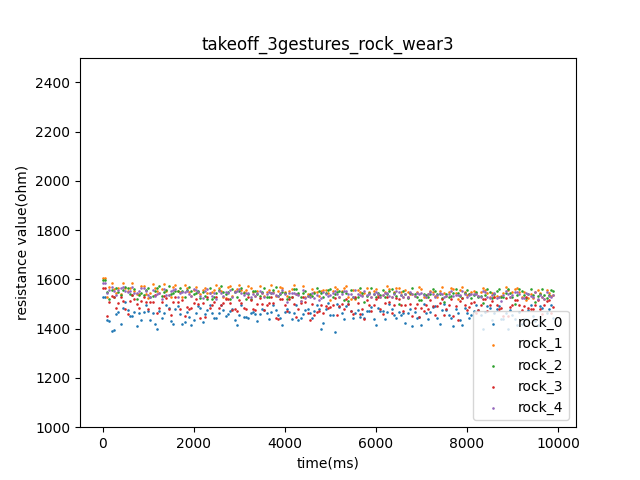 takeoff_3gestures_rock_wear3
resistance value(ohm)
2400
2200
2000
1800
1600
1400
1200
1000
rock_0
rock_1
rock_2
rock_3
rock_4
0
2000
4000
6000
8000
10000
time(ms)